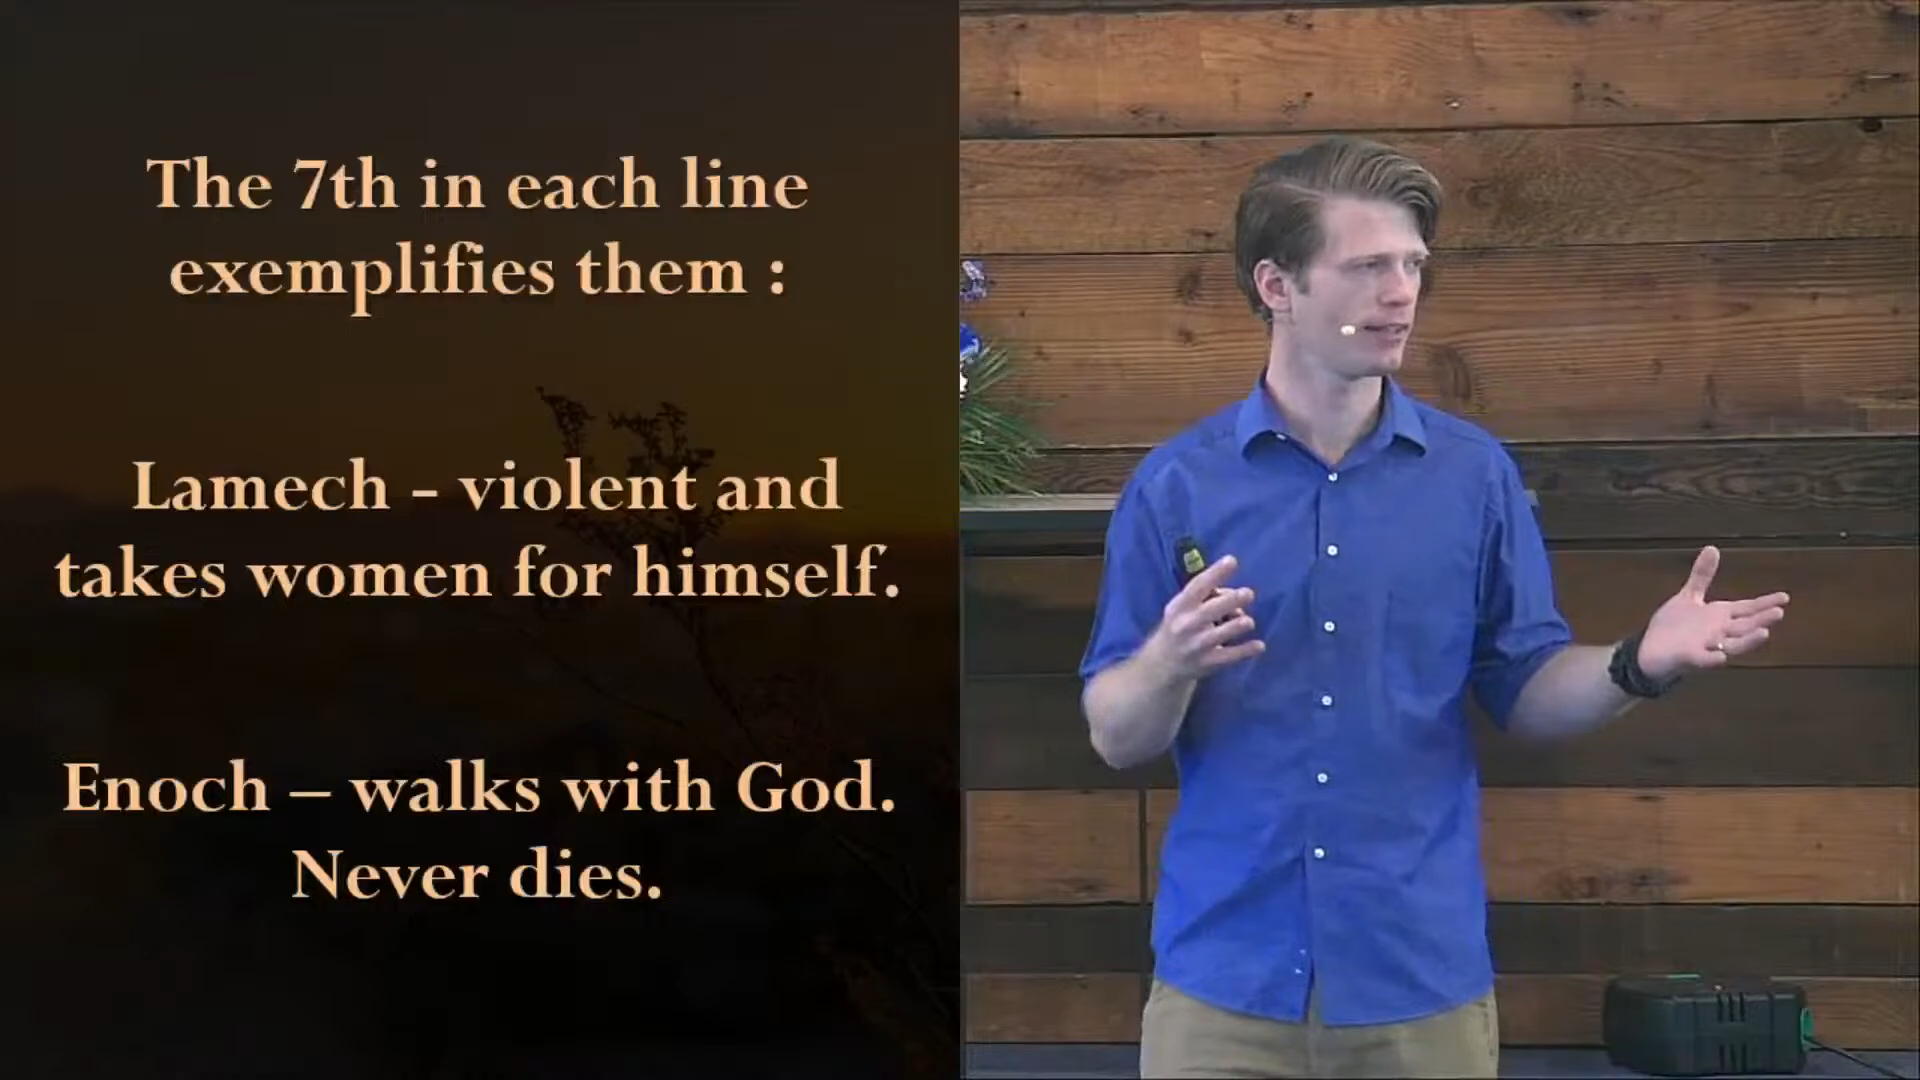 The 7th in each line
exemplifies them :
Lamech - violent and
takes women for himself.
Enoch – walks with God.
Never dies.